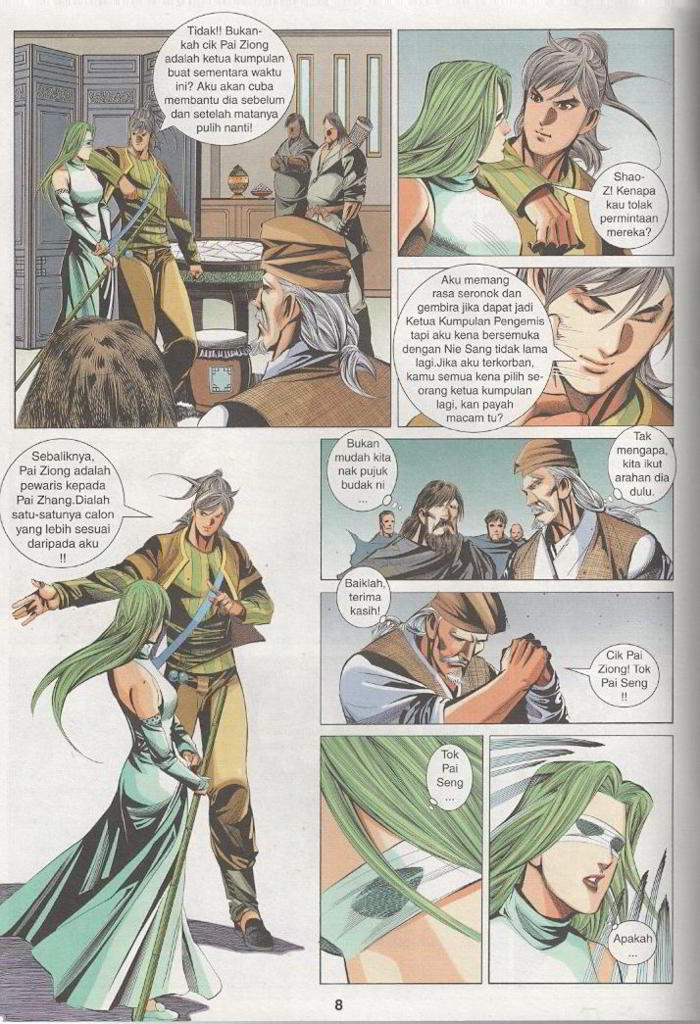 Tidak!! Bukan-
kah cik Pai Ziong
adalah ketua kumpulan
buat sementara waktu
ini? Aku akan cuba
membantu dia sebelum
dan setelah matanya
pulih nanti!
Shao-
Z! Kenapa
kau tolak
permintaan
mereka?
Aku memang
rasa seronok dan
gembira jika dapat
Ketua Kumpulan Pengemis
tapi aku kena bersemuka
dengan Nie Sang tidak lama
lagi.Jika aku terkorban,
kamu semua kena pilih se-
orang ketua kumpulan
lagi, kan payah
macam tu?
Sebaliknya,
Pai Ziong adalah
pewaris kepada
Pai Zhang.Dialah
satu-satunya calon
yang lebih sesuai
daripada aku
!!
Bukan
mudah kita
nak pujuk
budak ni
...
Tak
mengapa,
kita ikut
arahan dia
dulu.
Baiklah,
terima
kasih!
Cik Pai
Ziong! Tok
Pai Seng
!!
Tok
Pai
Seng
...
Apakah
...
8